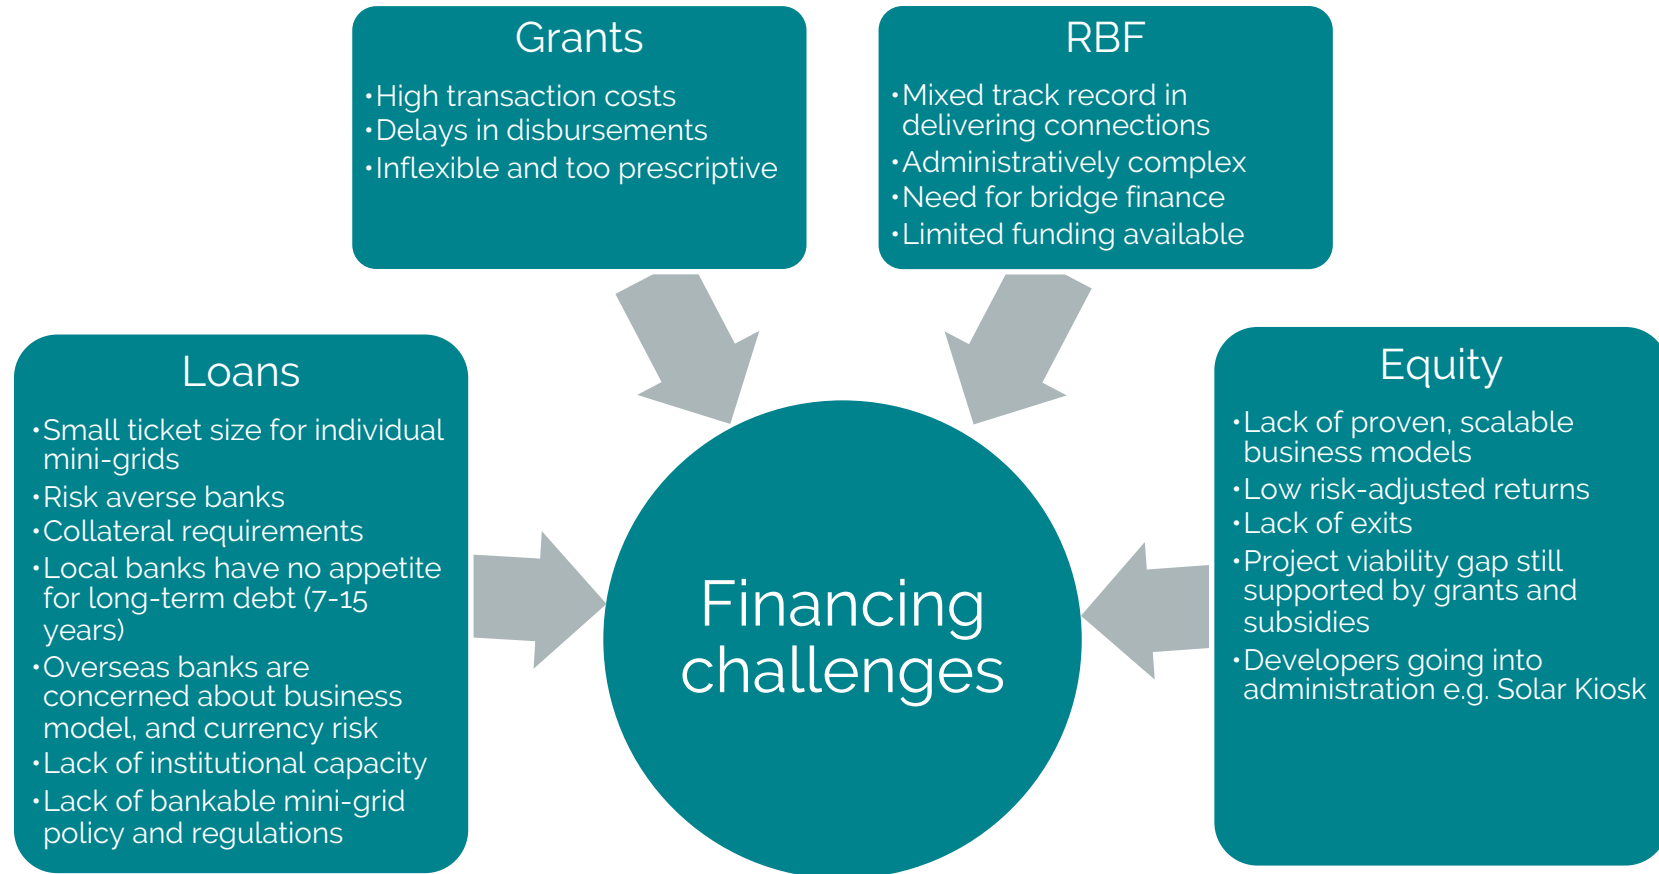 Grants
•High transaction costs
•Delays in disbursements
•Inflexible and too prescriptive
RBF
•Mixed track record in
delivering connections
•Administratively complex
•Need for bridge finance
•Limited funding available
Loans
•Small ticket size for individual
mini-grids
•Risk averse banks
•Collateral requirements
•Local banks have no appetite
for long-term debt (7-15
years)
•Overseas banks are
concerned about business
model, and currency risk
•Lack of institutional capacity
•Lack of bankable mini-grid
policy and regulations
Financing
challenges
Equity
•Lack of proven, scalable
business models
•Low risk-adjusted returns
•Lack of exits
•Project viability gap still
supported by grants and
subsidies
•Developers going into
administration e.g. Solar Kiosk